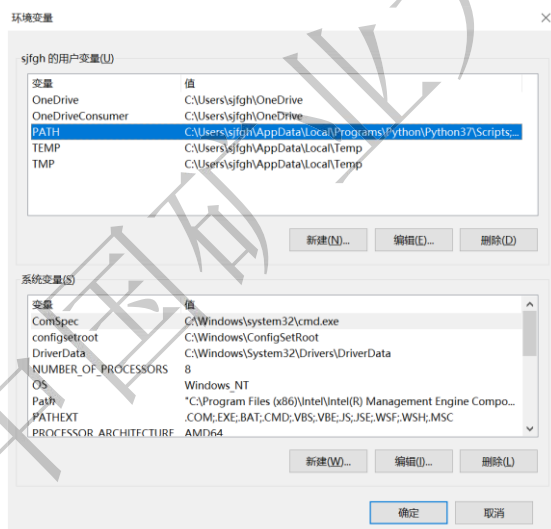 环境变量
sjfgh 的用户变量(U)
变量 值
OneDrive C:\Users\sjfgh\OneDrive
OneDriveConsumer C:\Users\sjfgh\OneDrive
PATH C:\Users\sjfgh\AppData\Local\Programs\Python\Python37\Scripts;...
TEMP C:\Users\sjfgh\AppData\Local\Temp
TMP C:\Users\sjfgh\AppData\Local\Temp
新建(N)... 编辑(E)... 删除(D)
系统变量(S)
变量 值
ComSpec C:\Windows\system32\cmd.exe
configsetroot C:\Windows\ConfigSetRoot
DriverData C:\Windows\System32\Drivers\DriverData
NUMBER_OF_PROCESSORS 8
OS Windows_NT
Path "C:\Program Files (x86)\Intel\Intel(R) Management Engine Compo...
PATHEXT .COM;.EXE;.BAT;.CMD;.VBS;.VBE;.JS;.JSE;.WSF;.WSH;.MSC
PROCESSOR_ARCHITECTURE AMD64
新建(W)... 编辑(I)... 删除(L)
确定 取消
中国矿业